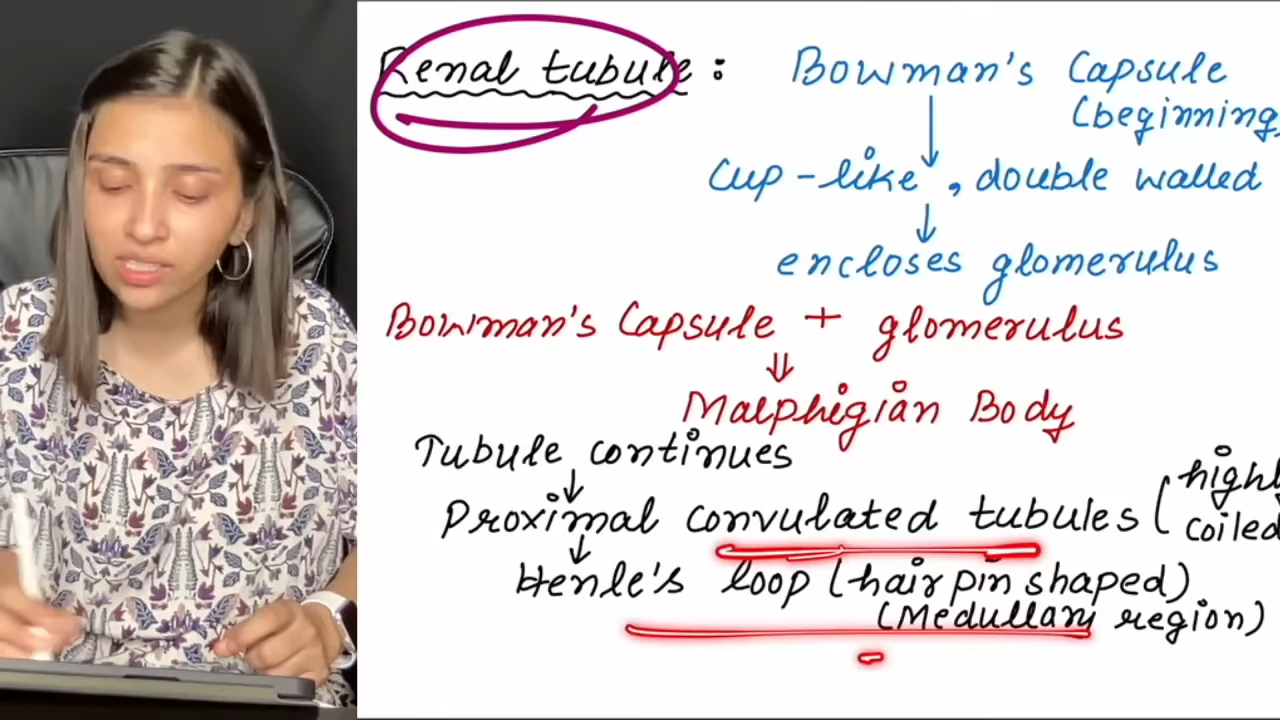 Renal tubule : Bowman's Capsule
(beginning
Cup-like, double walled
encloses glomerulus
Bowman's Capsule + glomerulus
Malphigian Body
Tubule continues
Proximal convulated tubules (highly
coiled
Henle's loop (hair pin shaped)
(Medullary region)